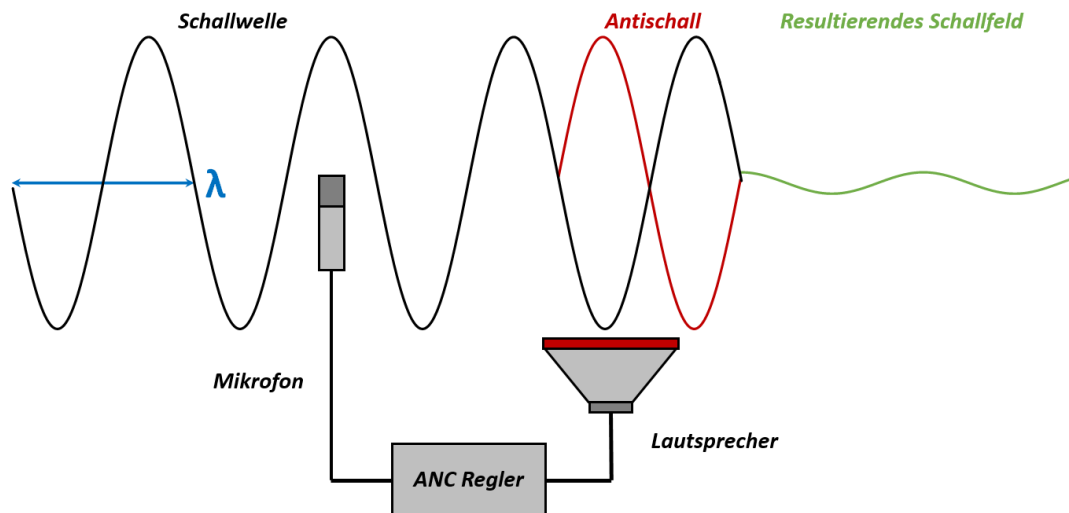 Schallwelle
Antischall
Resultierendes Schallfeld
λ
Mikrofon
Lautsprecher
ANC Regler